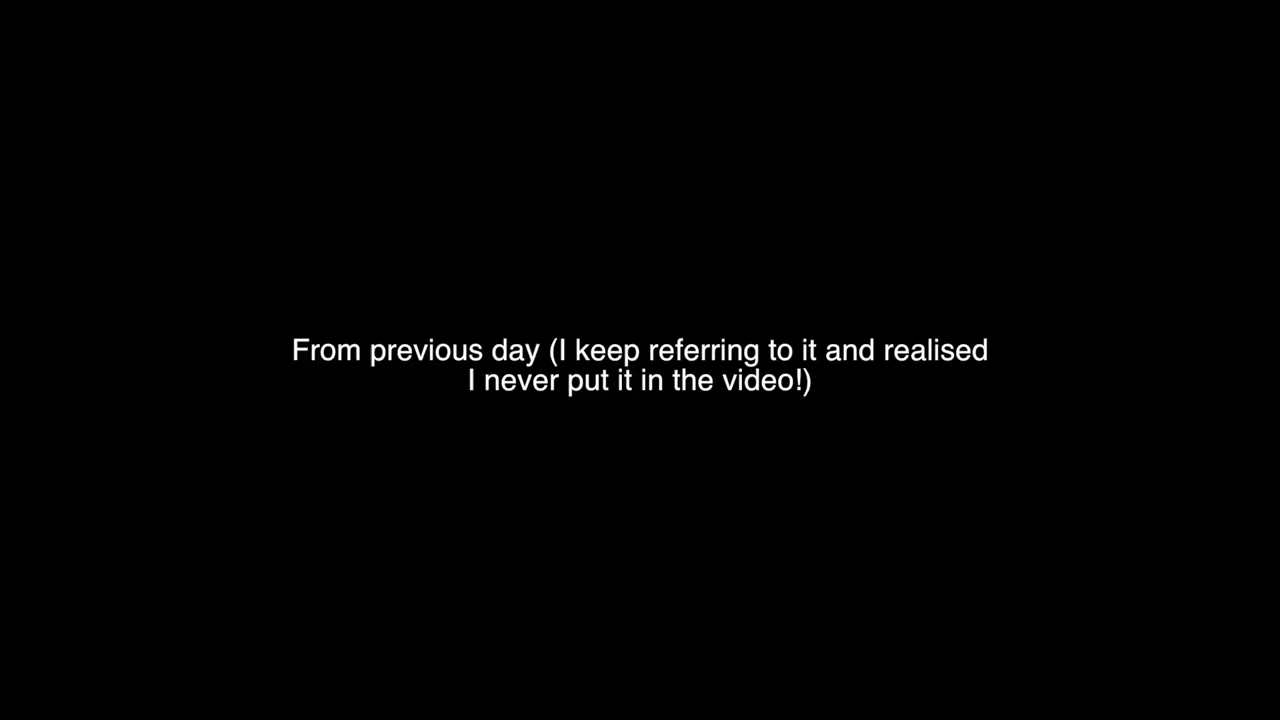 From previous day (I keep referring to it and realised
I never put it in the video!)